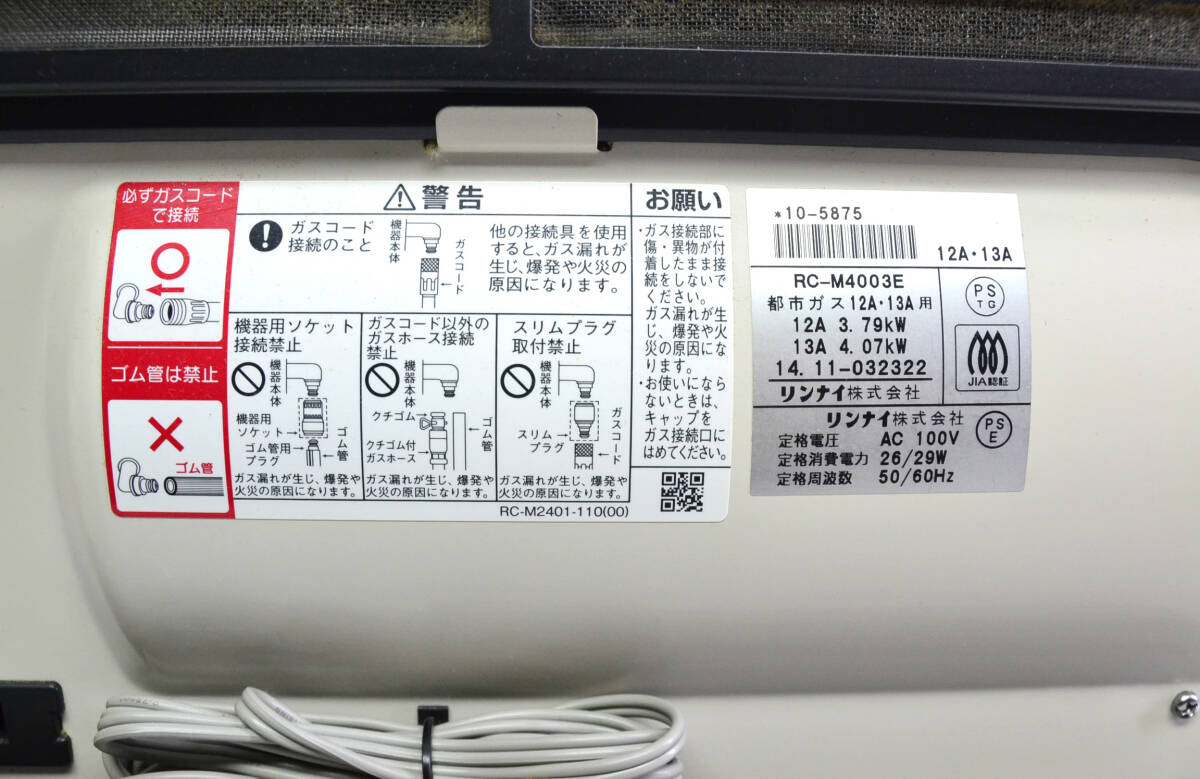 必ずガスコード
で接続
ゴム管は禁止
ゴム管
警告
ガスコード
接続のこと
機器本体
ガスコード
他の接続具を使用
すると、ガス漏れが
生じ、爆発や火災の
原因になります。
機器用ソケット
接続禁止
機器本体
機器用
ソケット
ゴム管用
プラグ
ゴム管
ガス漏れが生じ、爆発や
火災の原因になります。
ガスコード以外の
ガスホース接続
禁止
機器本体
クチゴム
クチゴム付
ガスホース
ゴム管
ガス漏れが生じ、爆発や
火災の原因になります。
スリムプラグ
取付禁止
機器本体
スリム
プラグ
ガスコード
ガス漏れが生じ、爆発や
火災の原因になります。
RC-M2401-110(00)
お願い
・ガス接続部に
傷・異物が付
着したまま接
続をしないで
ください。
ガス漏れが生
じ、爆発や火
災の原因にな
ります。
・お使いになら
ないときは、
キャップを
ガス接続口に
はめてください。
*10-5875
12A・13A
RC-M4003E
都市ガス12A・13A用
12A 3.79kW
13A 4.07kW
14.11-032322
リンナイ株式会社
PS
TG
JIA認証
リンナイ株式会社
定格電圧 AC 100V
定格消費電力 26/29W
定格周波数 50/60Hz
PS
E